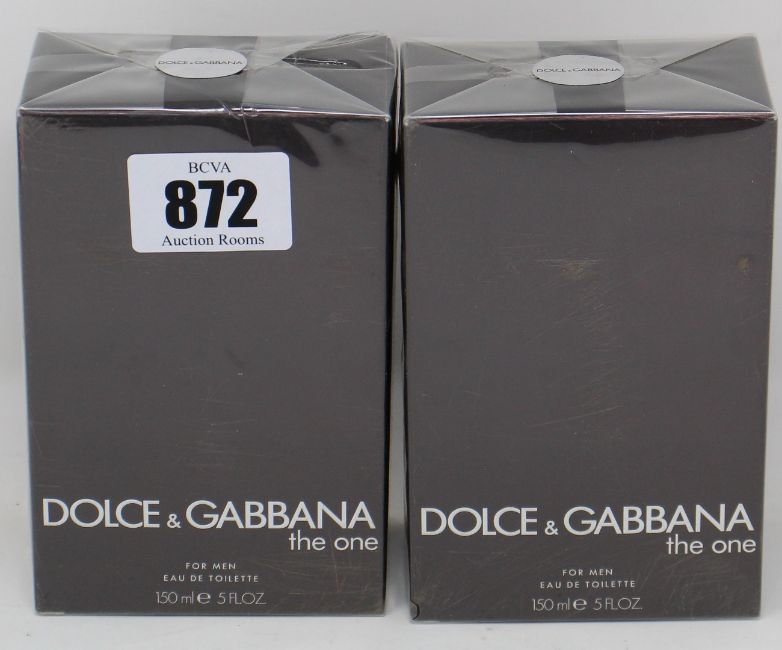 DOLCE & GABBANA
BCVA
872
Auction Rooms
DOLCE & GABBANA
the one
FOR MEN
EAU DE TOILETTE
150 ml e 5 FL.OZ.
DOLCE & GABBANA
DOLCE & GABBANA
the one
FOR MEN
EAU DE TOILETTE
150 ml e 5 FL.OZ.